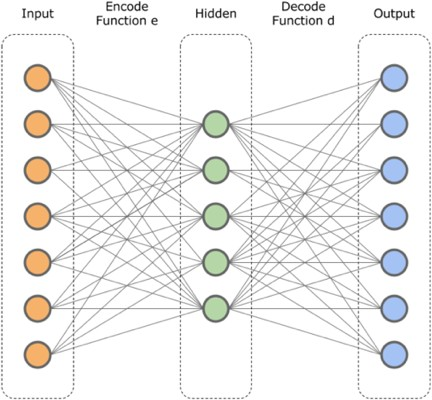 Input
Encode
Function e
Hidden
Decode
Function d
Output